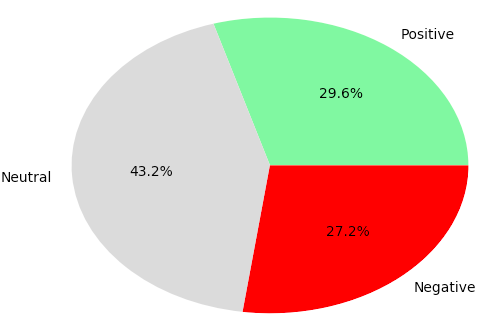 Positive
29.6%
43.2%
Neutral
27.2%
Negative